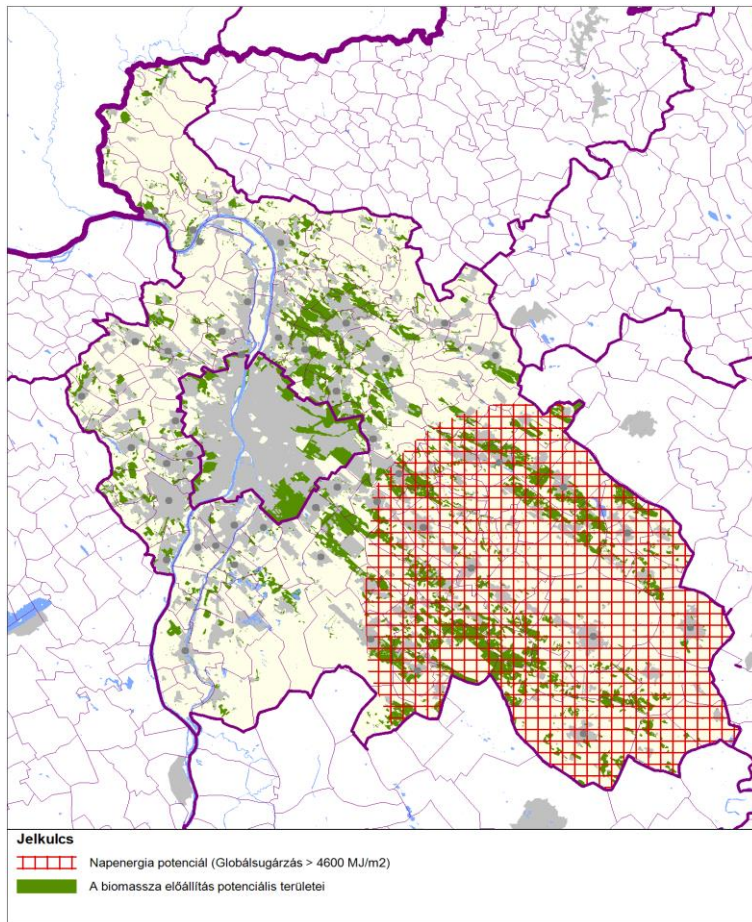 Jelkulcs
Napenergia potenciál (Globálsugárzás > 4600 MJ/m2)
A biomassza előállítás potenciális területei